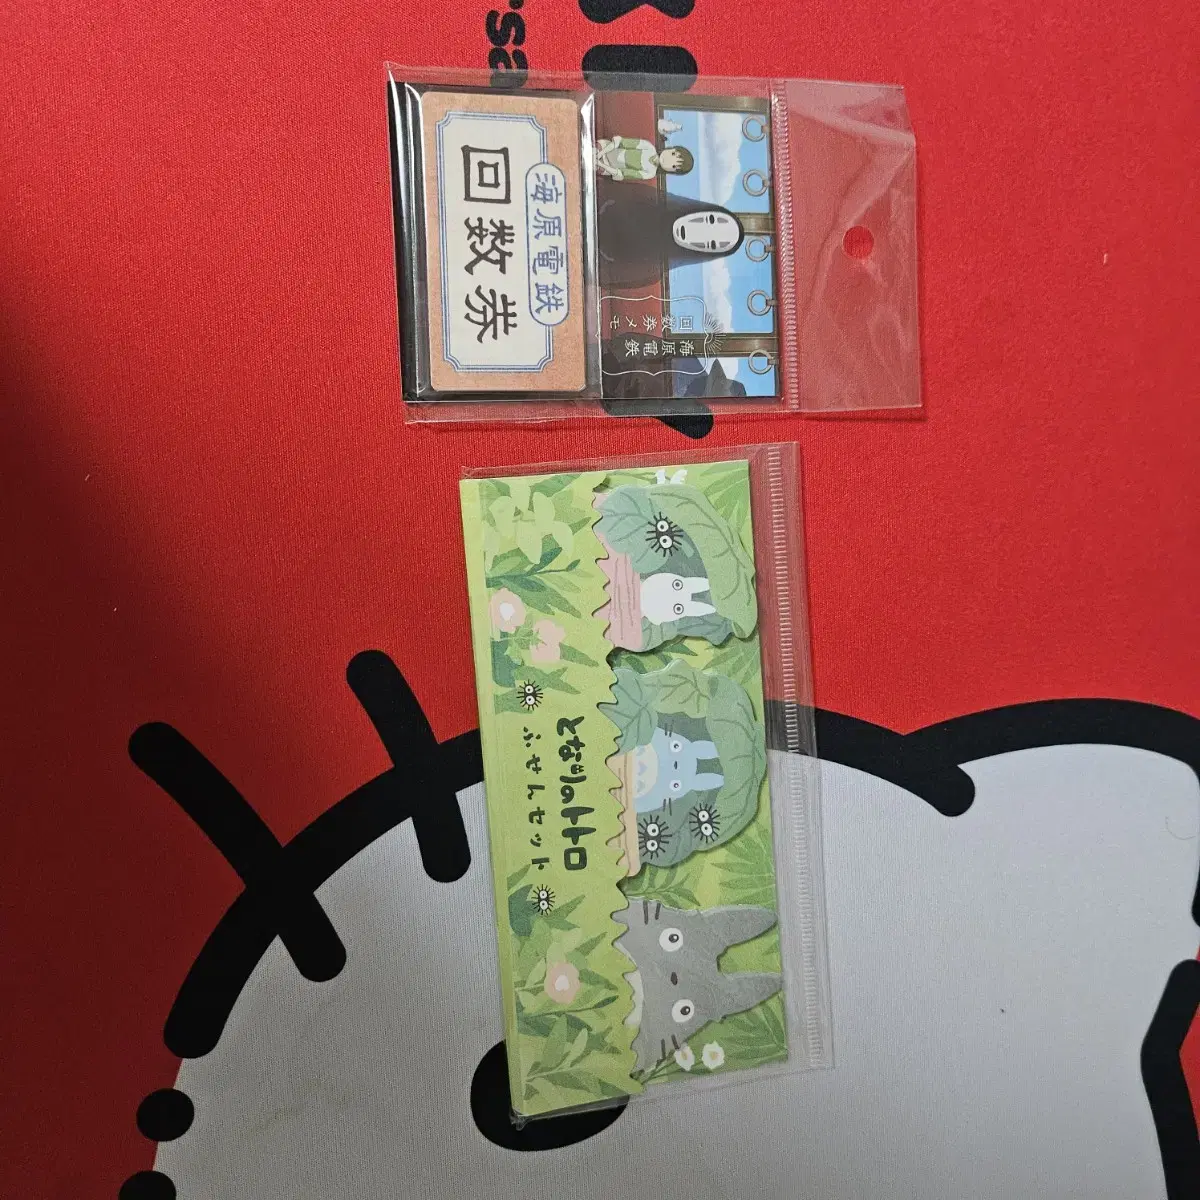 海原電鉄
回数券
海原電鉄
回数券メモ
となりのトトロ
ふせんセット